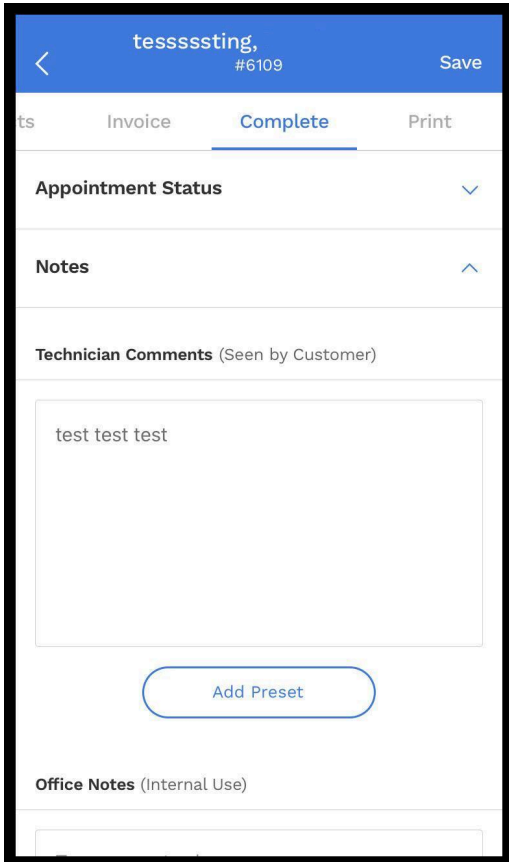 tesssssting,
#6109
Save
ts
Invoice
Complete
Print
Appointment Status
Notes
Technician Comments (Seen by Customer)
test test test
Add Preset
Office Notes (Internal Use)